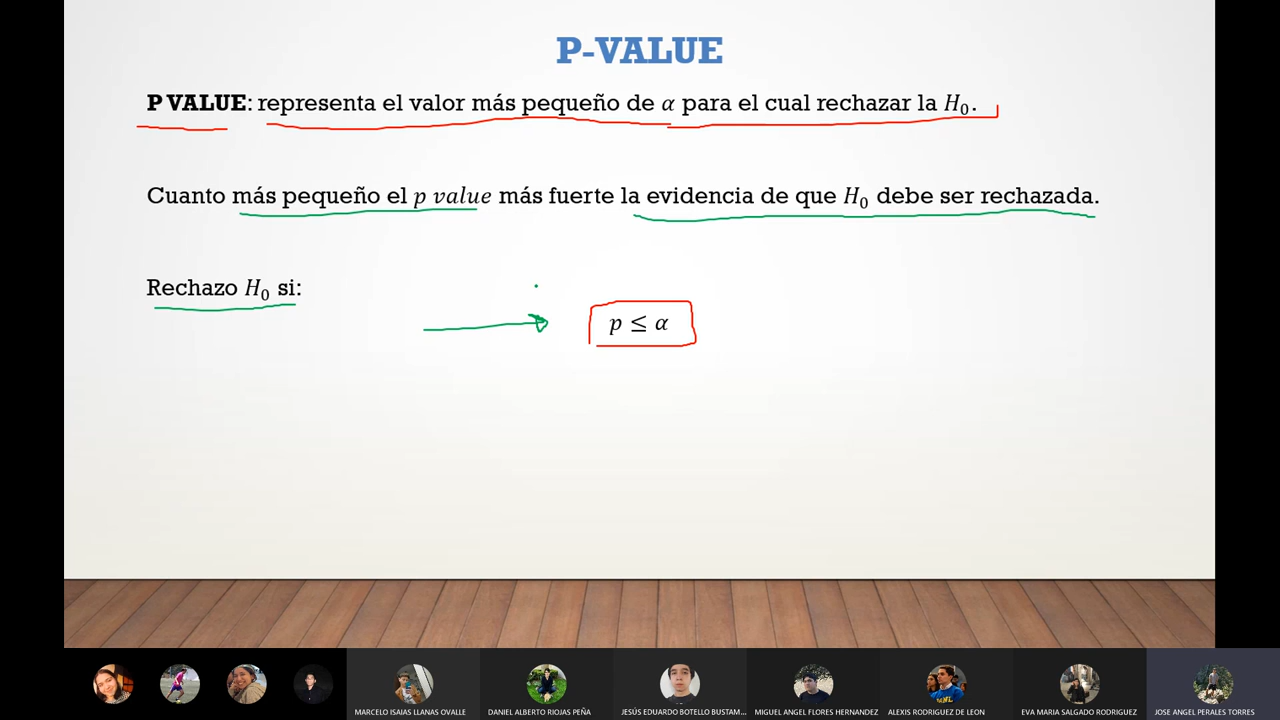 P-VALUE
P VALUE: representa el valor más pequeño de α para el cual rechazar la H₀.
Cuanto más pequeño el p value más fuerte la evidencia de que H₀ debe ser rechazada.
Rechazo H₀ si:
p ≤ α
MARCELO ISAIAS LLANAS OVALLE
DANIEL ALBERTO RIOJAS PEÑA
JESÚS EDUARDO BOTELLO BUSTAM...
MIGUEL ANGEL FLORES HERNANDEZ
ALEXIS RODRIGUEZ DE LEON
EVA MARIA SALGADO RODRIGUEZ
JOSE ANGEL PERALES TORRES